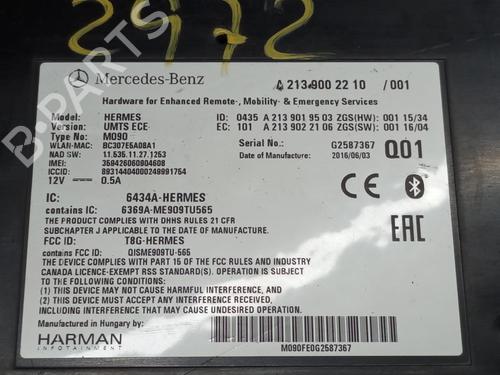 2972
Mercedes-Benz
A 213 900 22 10 / 001
Hardware for Enhanced Remote-, Mobility- & Emergency Services
Model: HERMES ID: 0435 A 213 901 95 03 ZGS(HW) : 001 15/34
Version: UMTS ECE EC: 101 A 213 902 21 06 ZGS(SW) : 001 16/04
Type No: M090
WLAN-MAC: BC307E5A08A1 Serial No: G2587367
NAD SW: 11.535.11.27.1253 Date of Manufacture: 2016/06/03
Q01
IMEI: 359426060904608
ICCID: 89314404000249991754
12V 0.5A
IC: 6434A-HERMES
contains IC: 6369A-ME909TU565
CE
THE PRODUCT COMPLIES WITH DHHS RULES 21 CFR
SUBCHAPTER J APPLICABLE TO THE DATE OF MANUFACTURE.
FCC ID: T8G-HERMES
contains FCC ID: QISME909TU-565
EAC
THE DEVICE COMPLIES WITH PART 15 OF THE FCC RULES AND INDUSTRY
CANADA LICENCE-EXEMPT RSS STANDARD(S). OPERATION IS SUBJECT
TO THE FOLLOWING TWO CONDITIONS:
(1) THIS DEVICE MAY NOT CAUSE HARMFUL INTERFERENCE, AND
(2) THIS DEVICE MUST ACCEPT ANY INTERFERENCE RECEIVED,
INCLUDING INTERFERENCE THAT MAY CAUSE UNDESIRED OPERATION.
Manufactured in Hungary by:
HARMAN
INFOTAINMENT
M090FE0G2587367